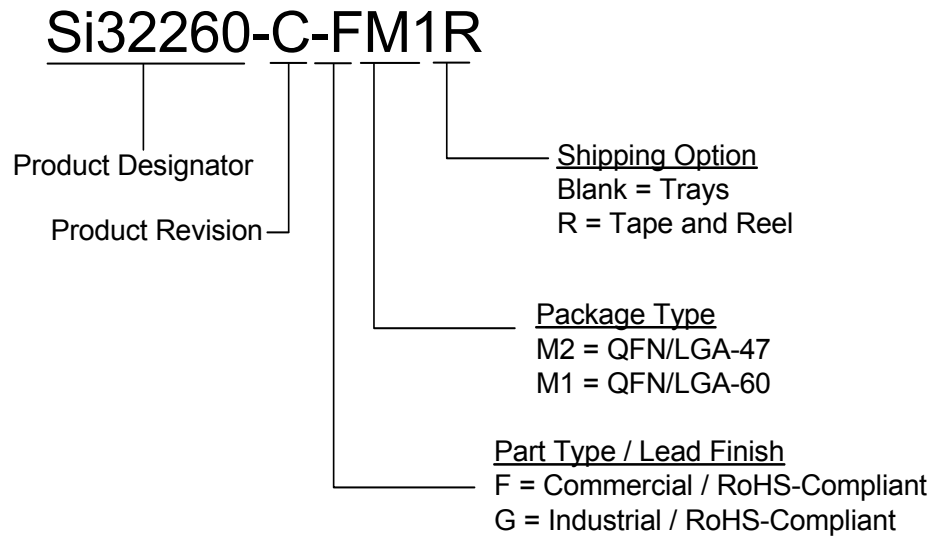 Si32260-C-FM1R
Product Designator
Product Revision
Shipping Option
Blank = Trays
R = Tape and Reel
Package Type
M2 = QFN/LGA-47
M1 = QFN/LGA-60
Part Type / Lead Finish
F = Commercial / RoHS-Compliant
G = Industrial / RoHS-Compliant